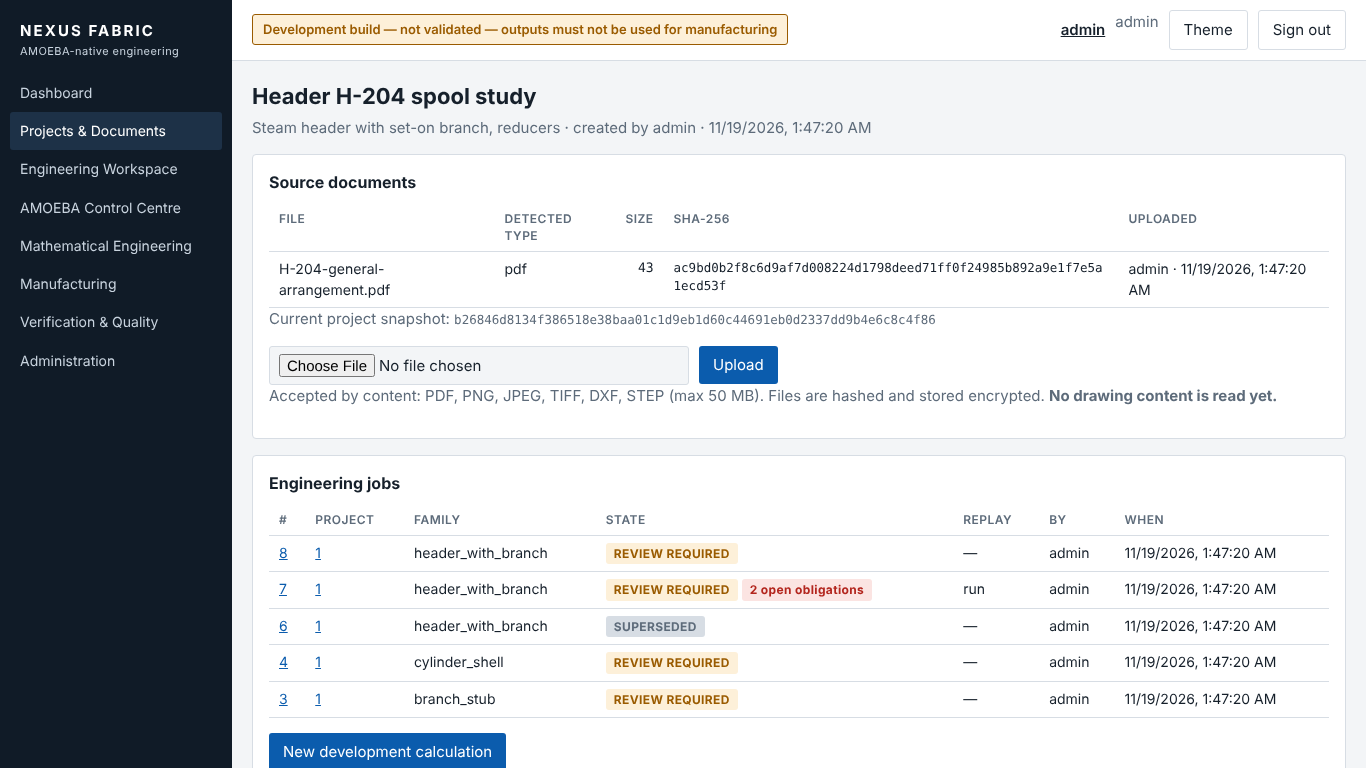 NEXUS FABRIC
AMOEBA-native engineering
Dashboard
Projects & Documents
Engineering Workspace
AMOEBA Control Centre
Mathematical Engineering
Manufacturing
Verification & Quality
Administration
Development build — not validated — outputs must not be used for manufacturing
admin admin Theme Sign out
Header H-204 spool study
Steam header with set-on branch, reducers · created by admin · 11/19/2026, 1:47:20 AM
Source documents
FILE DETECTED TYPE SIZE SHA-256 UPLOADED
H-204-general-arrangement.pdf pdf 43 ac9bd0b2f8c6d9af7d008224d1798deed71ff0f24985b892a9e1f7e5a1ecd53f admin · 11/19/2026, 1:47:20 AM
Current project snapshot: b26846d8134f386518e38baa01c1d9eb1d60c44691eb0d2337dd9b4e6c8c4f86
Choose File No file chosen Upload
Accepted by content: PDF, PNG, JPEG, TIFF, DXF, STEP (max 50 MB). Files are hashed and stored encrypted. No drawing content is read yet.
Engineering jobs
# PROJECT FAMILY STATE REPLAY BY WHEN
8 1 header_with_branch REVIEW REQUIRED — admin 11/19/2026, 1:47:20 AM
7 1 header_with_branch REVIEW REQUIRED 2 open obligations run admin 11/19/2026, 1:47:20 AM
6 1 header_with_branch SUPERSEDED — admin 11/19/2026, 1:47:20 AM
4 1 cylinder_shell REVIEW REQUIRED — admin 11/19/2026, 1:47:20 AM
3 1 branch_stub REVIEW REQUIRED — admin 11/19/2026, 1:47:20 AM
New development calculation